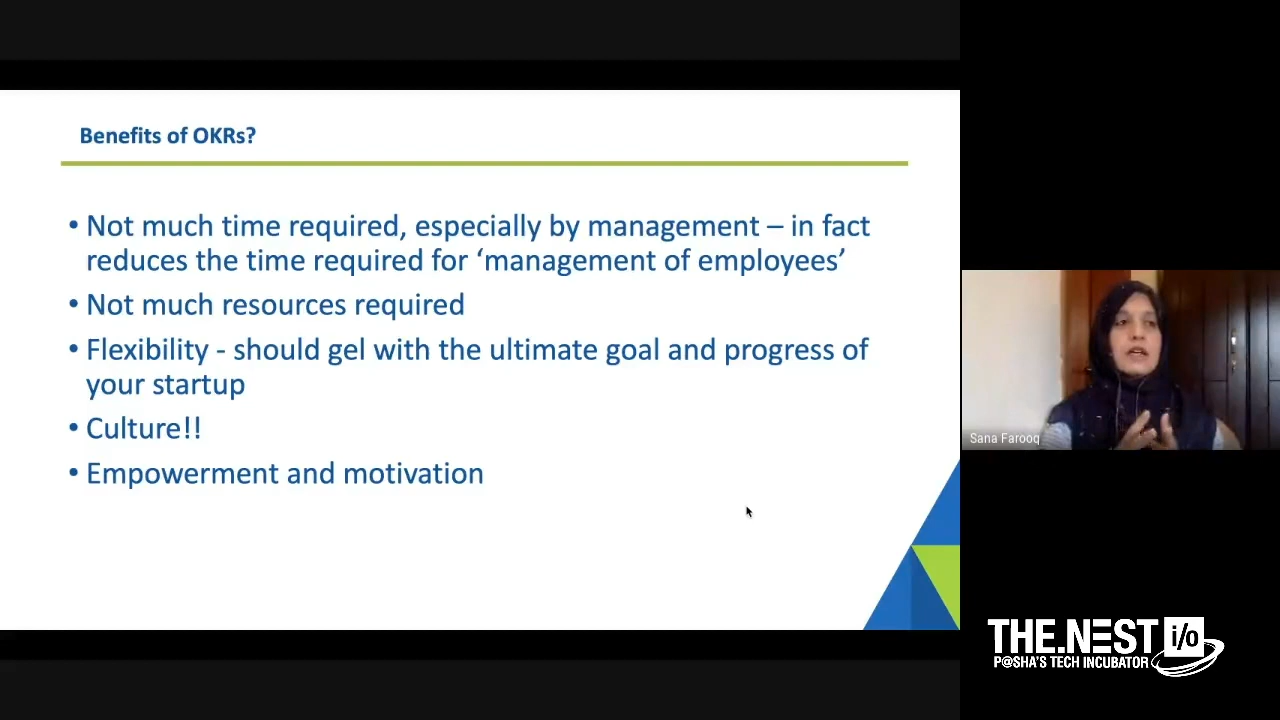 Benefits of OKRs?
• Not much time required, especially by management – in fact
reduces the time required for ‘management of employees’
• Not much resources required
• Flexibility - should gel with the ultimate goal and progress of
your startup
• Culture!!
• Empowerment and motivation
Sana Farooq
THE.NEST i/o
P@SHA'S TECH INCUBATOR